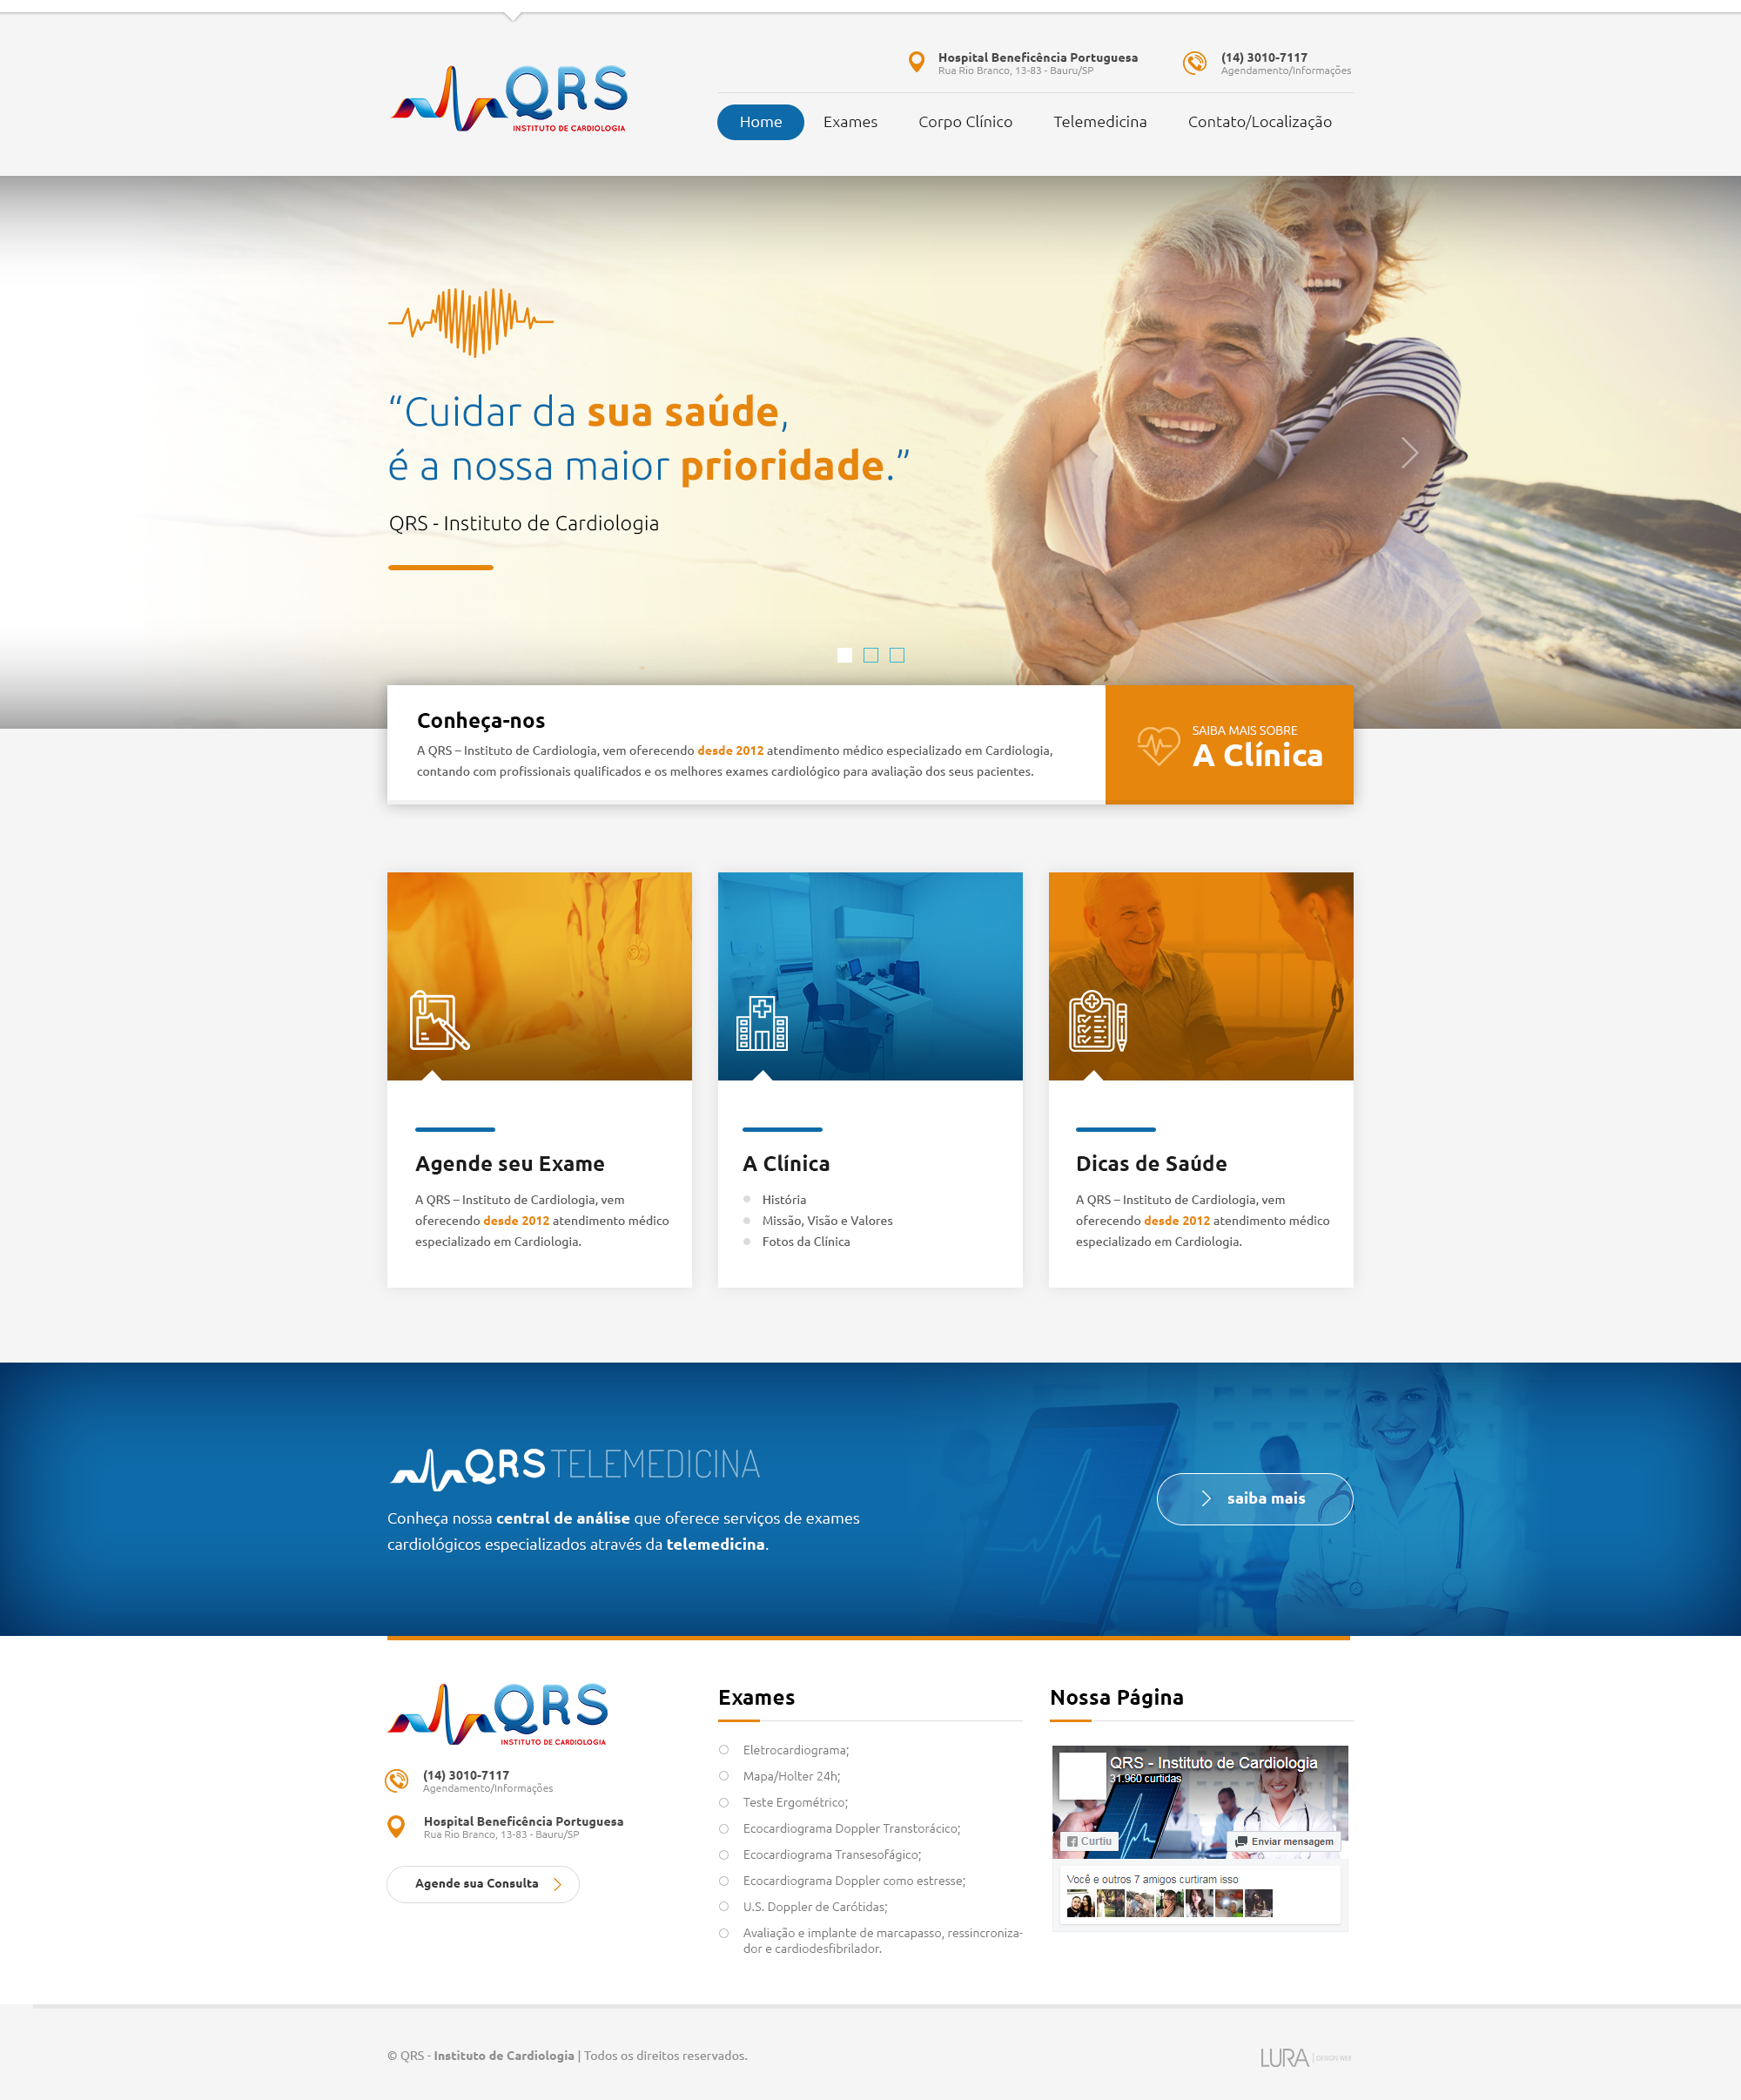 QRS
INSTITUTO DE CARDIOLOGIA
Hospital Beneficência Portuguesa
Rua Rio Branco, 13-83 - Bauru/SP
(14) 3010-7117
Agendamento/Informações
Home
Exames
Corpo Clínico
Telemedicina
Contato/Localização
“Cuidar da sua saúde,
é a nossa maior prioridade.”
QRS - Instituto de Cardiologia
Conheça-nos
A QRS – Instituto de Cardiologia, vem oferecendo desde 2012 atendimento médico especializado em Cardiologia,
contando com profissionais qualificados e os melhores exames cardiológico para avaliação dos seus pacientes.
SAIBA MAIS SOBRE
A Clínica
Agende seu Exame
A QRS – Instituto de Cardiologia, vem
oferecendo desde 2012 atendimento médico
especializado em Cardiologia.
A Clínica
História
Missão, Visão e Valores
Fotos da Clínica
Dicas de Saúde
A QRS – Instituto de Cardiologia, vem
oferecendo desde 2012 atendimento médico
especializado em Cardiologia.
QRS TELEMEDICINA
Conheça nossa central de análise que oferece serviços de exames
cardiológicos especializados através da telemedicina.
saiba mais
QRS
INSTITUTO DE CARDIOLOGIA
(14) 3010-7117
Agendamento/Informações
Hospital Beneficência Portuguesa
Rua Rio Branco, 13-83 - Bauru/SP
Agende sua Consulta
Exames
Eletrocardiograma;
Mapa/Holter 24h;
Teste Ergométrico;
Ecocardiograma Doppler Transtorácico;
Ecocardiograma Transesofágico;
Ecocardiograma Doppler como estresse;
U.S. Doppler de Carótidas;
Avaliação e implante de marcapasso, ressincroniza-
dor e cardiodesfibrilador.
Nossa Página
QRS - Instituto de Cardiologia
31.960 curtidas
Curtiu
Enviar mensagem
Você e outros 7 amigos curtiram isso
© QRS - Instituto de Cardiologia | Todos os direitos reservados.
LURA | DESIGN WEB